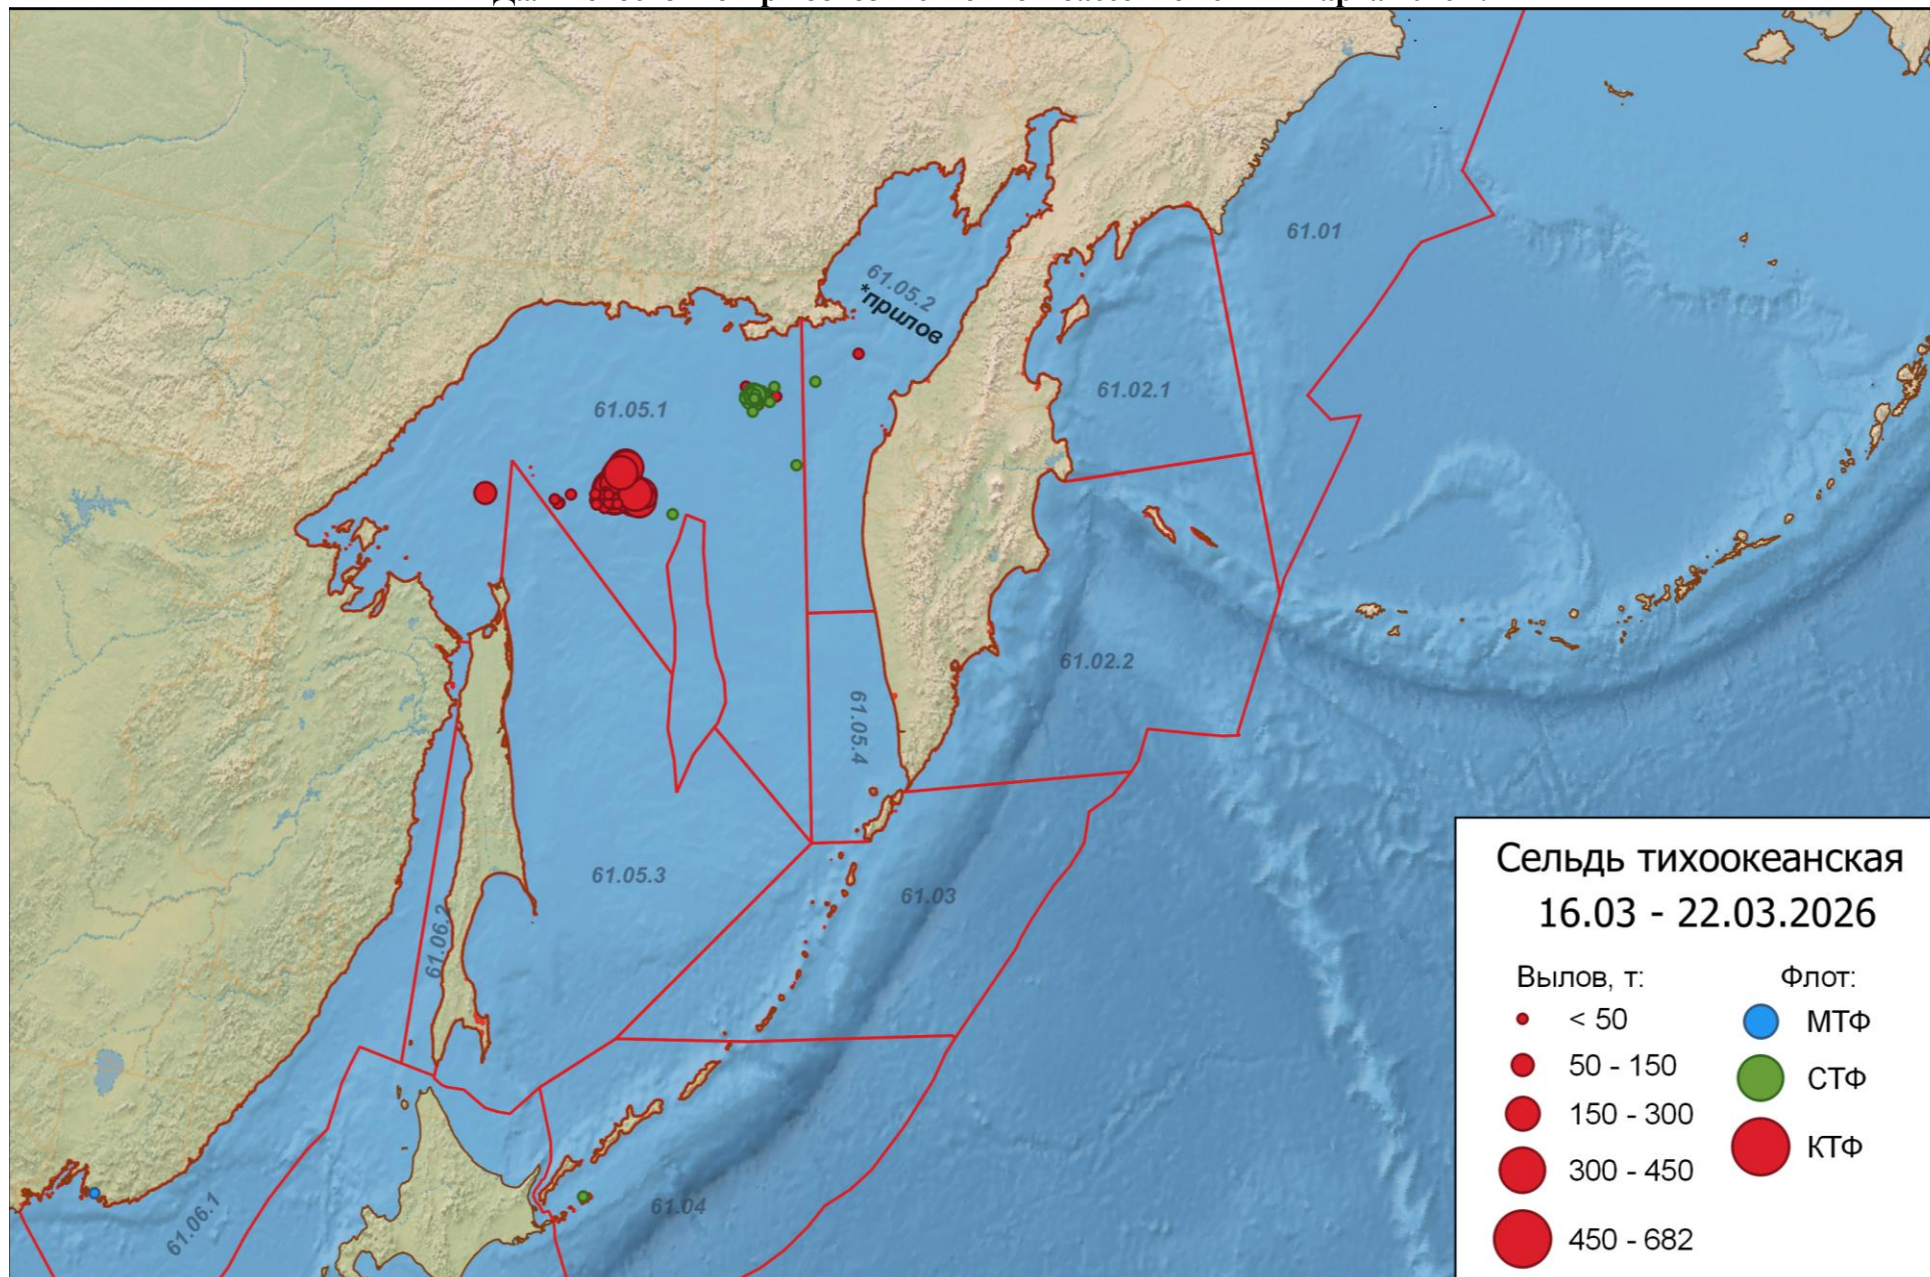 61.01
61.05.2
*прилов
61.02.1
61.05.1
61.02.2
61.05.4
61.05.3
61.03
61.06.2
61.04
61.06.1
Сельдь тихоокеанская
16.03 - 22.03.2026
Вылов, т:
Флот:
< 50
МТФ
50 - 150
СТФ
150 - 300
КТФ
300 - 450
450 - 682